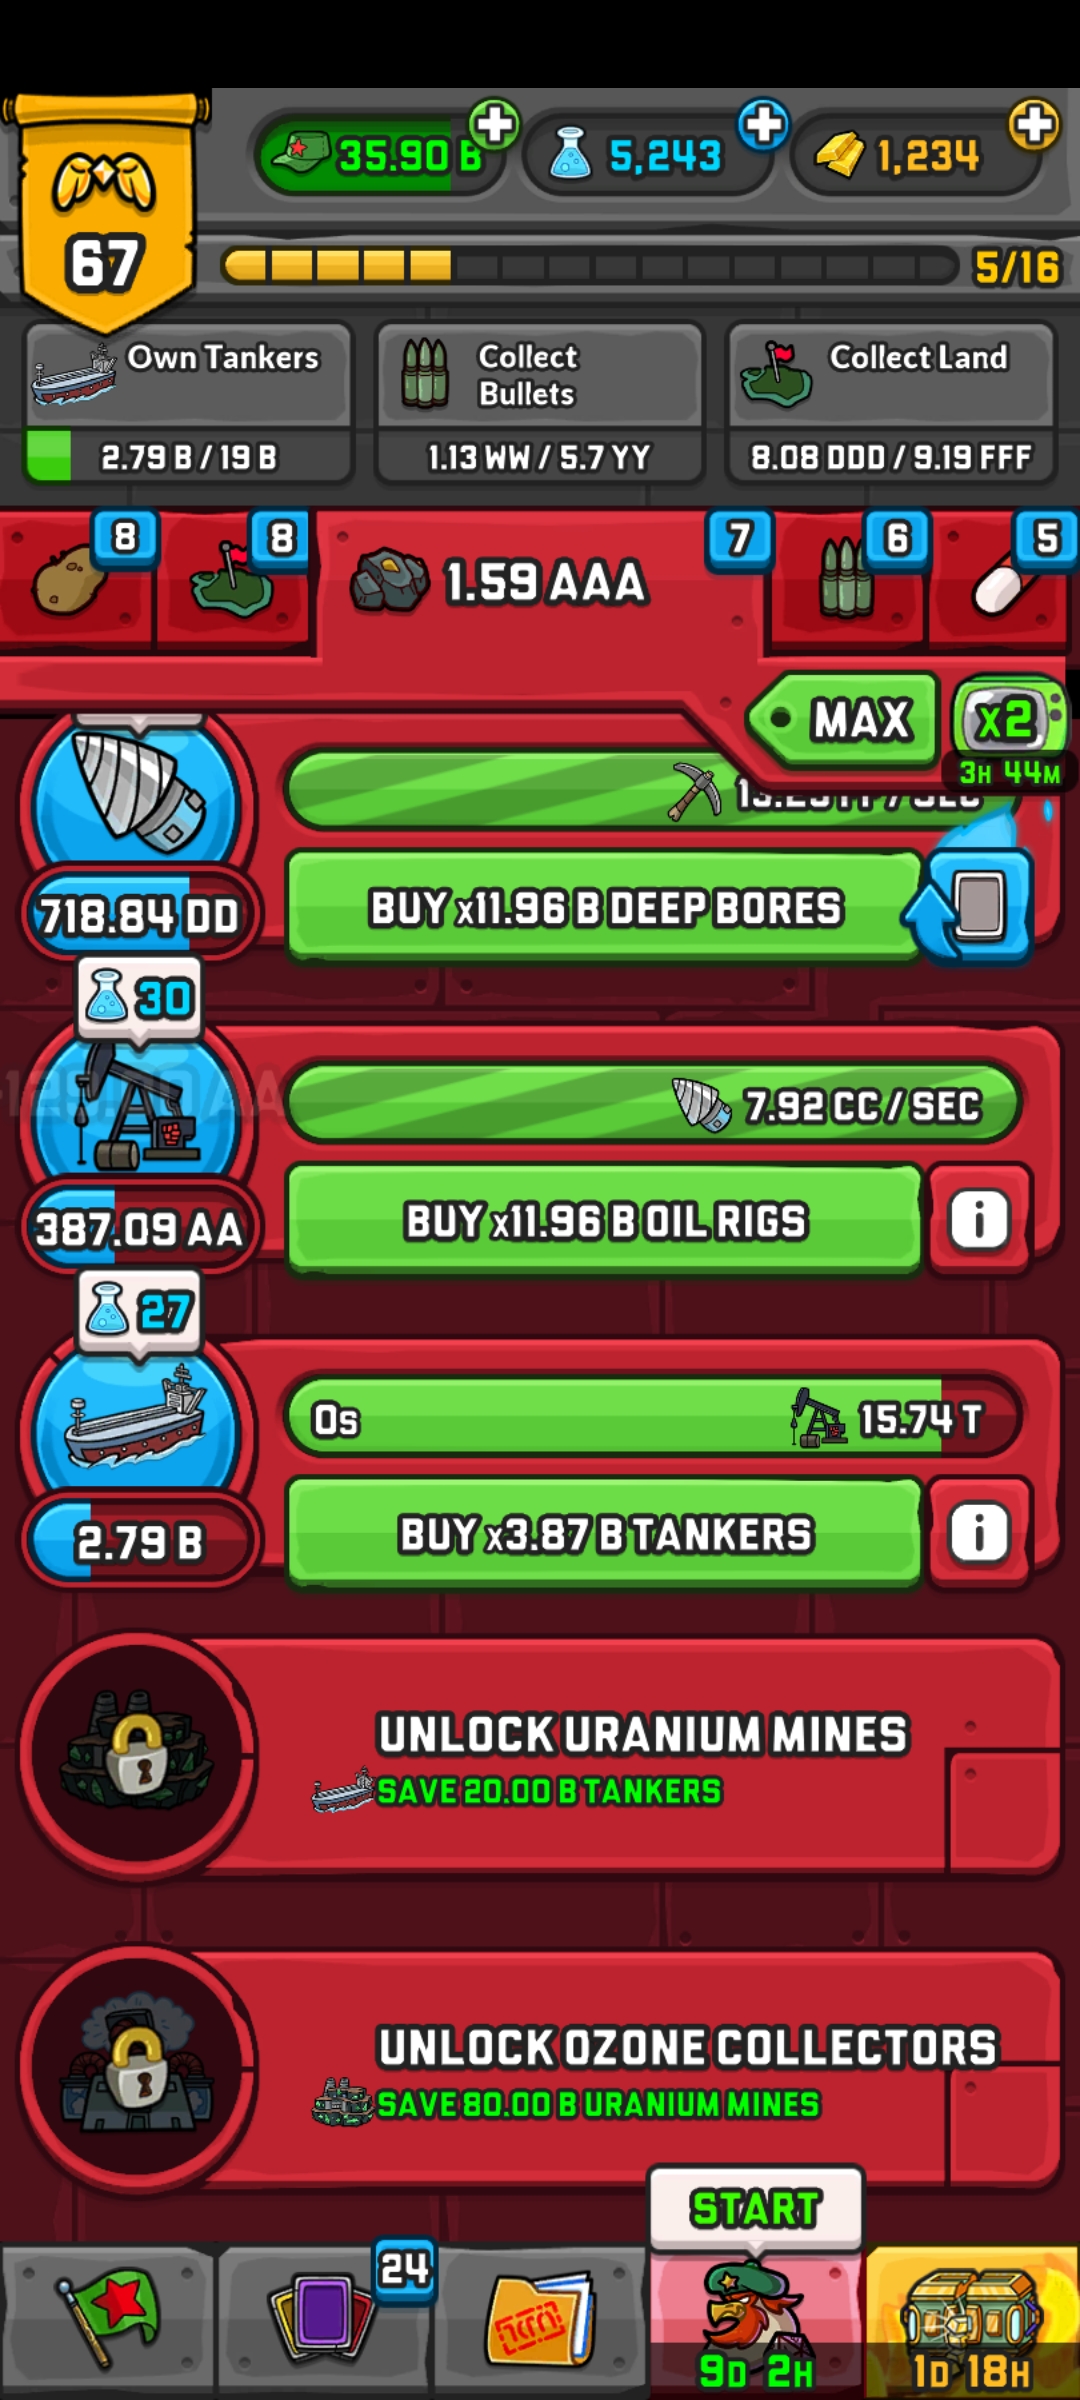 35.90 B
5,243
1,234
67
5/16
Own Tankers
Collect
Bullets
Collect Land
2.79 B / 19 B
1.13 WW / 5.7 YY
8.08 DDD / 9.19 FFF
8
8
7
6
5
1.59 AAA
MAX
x2
3H 44M
718.84 DD
BUY x11.96 B DEEP BORES
30
7.92 CC / SEC
387.09 AA
BUY x11.96 B OIL RIGS
27
0s
15.74 T
2.79 B
BUY x3.87 B TANKERS
UNLOCK URANIUM MINES
SAVE 20.00 B TANKERS
UNLOCK OZONE COLLECTORS
SAVE 80.00 B URANIUM MINES
START
24
9D 2H
1D 18H